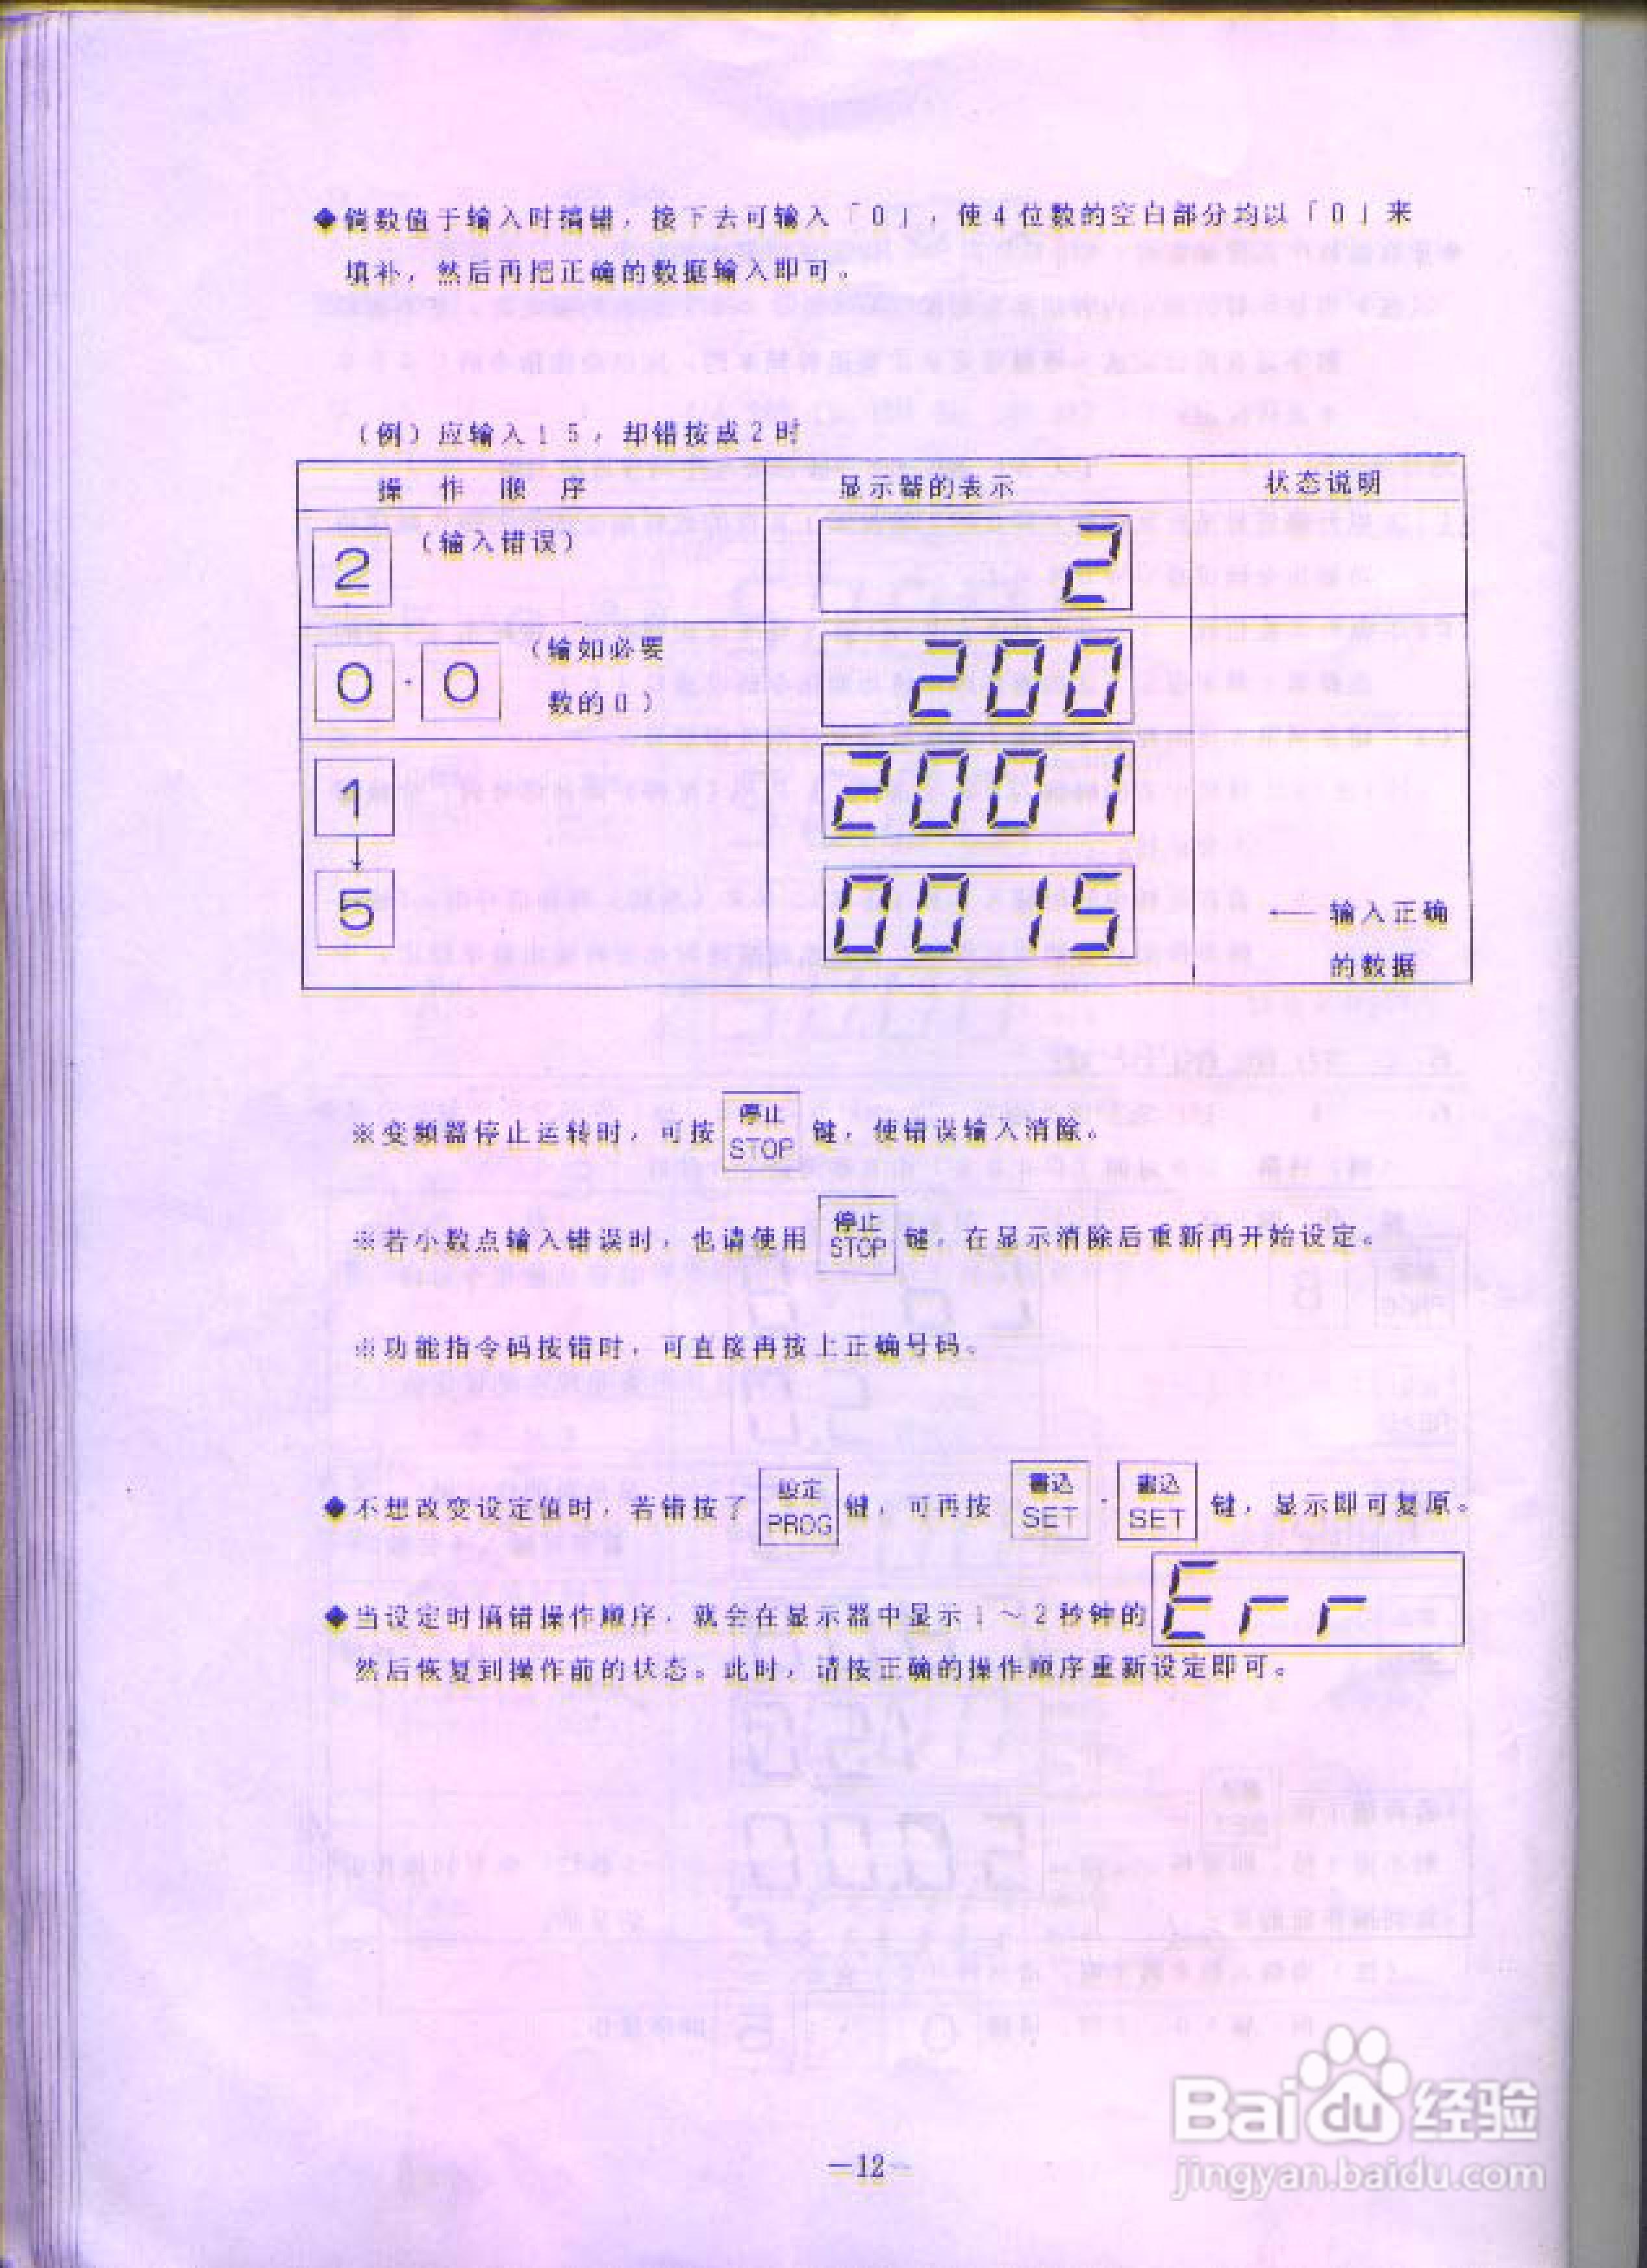 ◆倘数值于输入时搞错，接下去可输入「0」，使4位数的空白部分均以「0」来
填补，然后再把正确的数据输入即可。
（例）应输入15，却错按成2时
操 作 顺 序 显示器的表示 状态说明
2 （输入错误） 2
0 · 0 （输如必要 200
数的0）
1 2001
↓
5 0015 ←— 输入正确
的数据
※变频器停止运转时，可按 停止 STOP 键，使错误输入消除。
※若小数点输入错误时，也请使用 停止 STOP 键，在显示消除后重新再开始设定。
※功能指令码按错时，可直接再按上正确号码。
◆不想改变设定值时，若错按了 設定 PROG 键，可再按 書込 SET · 書込 SET 键，显示即可复原。
◆当设定时搞错操作顺序，就会在显示器中显示1～2秒钟的 Err
然后恢复到操作前的状态。此时，请按正确的操作顺序重新设定即可。
—12—
Baidu 经验
jingyan.baidu.com